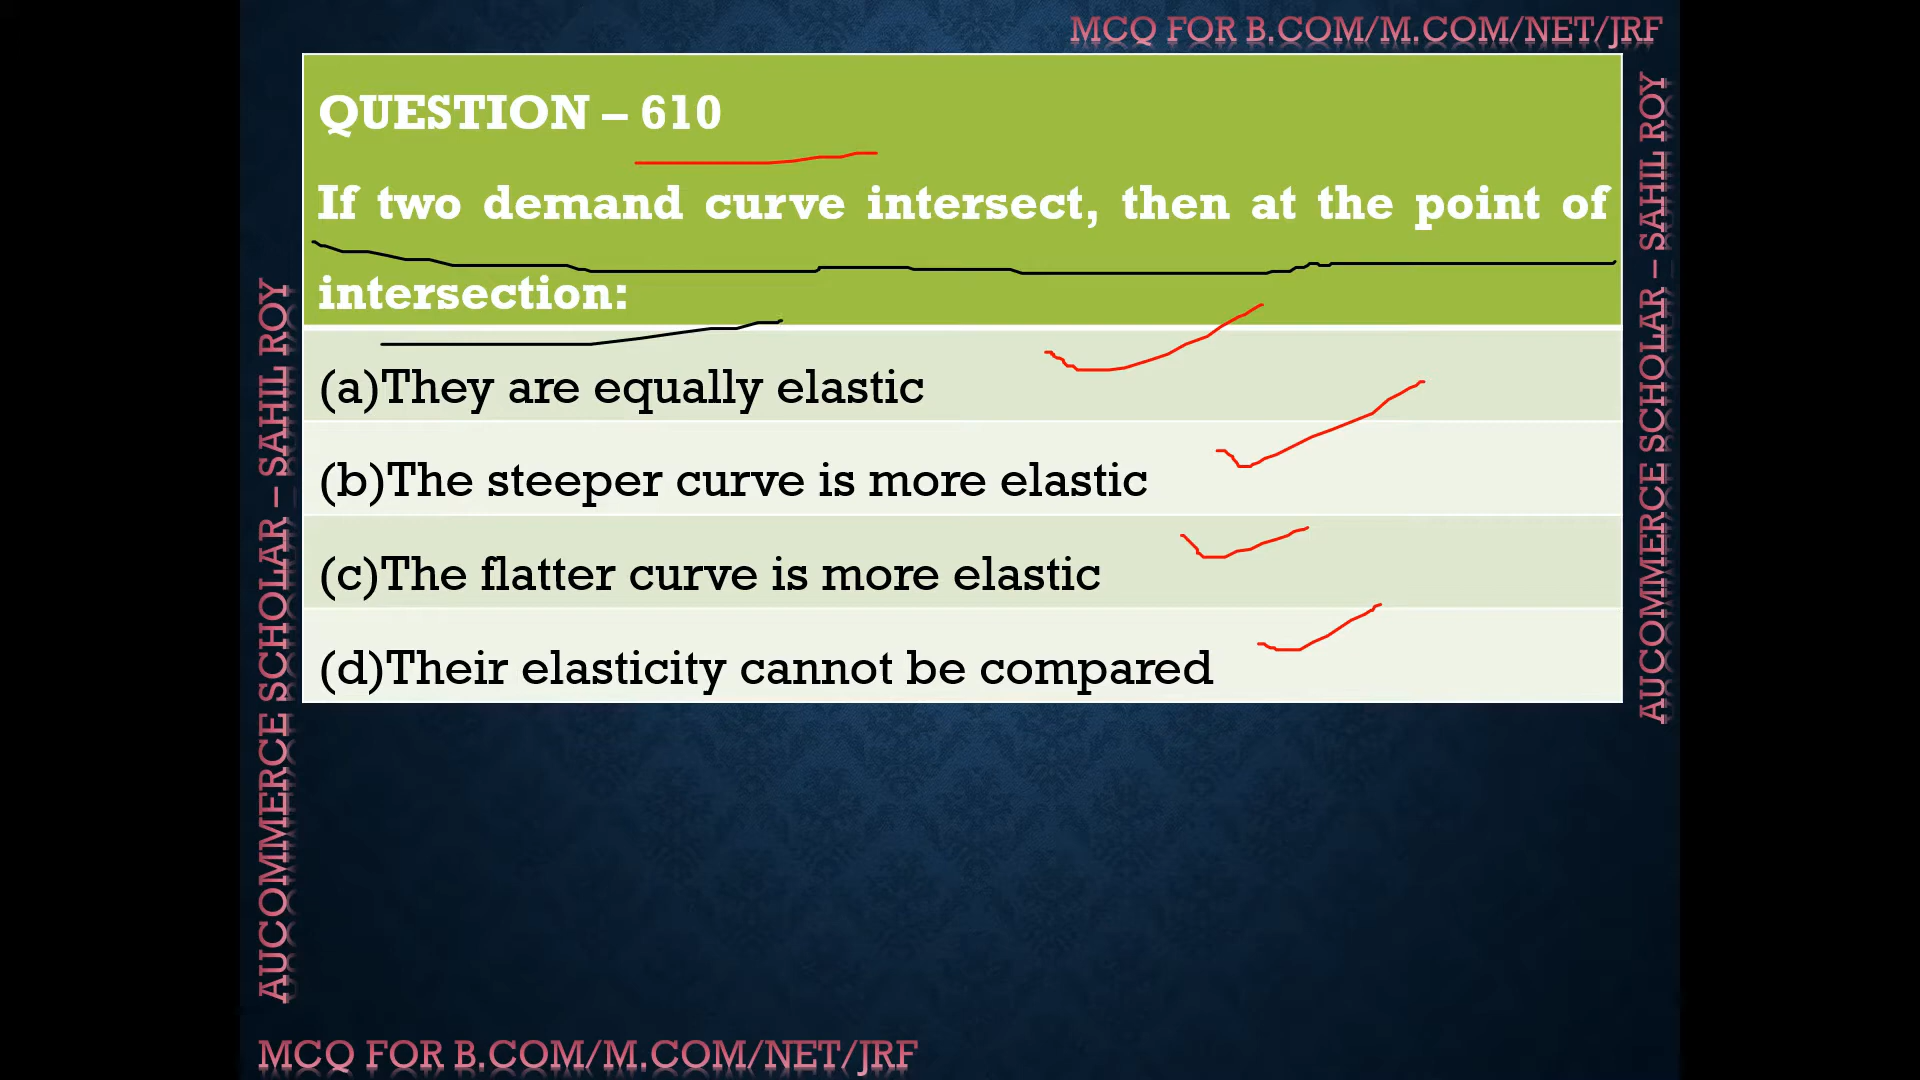 MCQ FOR B.COM/M.COM/NET/JRF
QUESTION – 610
If two demand curve intersect, then at the point of
intersection:
(a)They are equally elastic
(b)The steeper curve is more elastic
(c)The flatter curve is more elastic
(d)Their elasticity cannot be compared
AUCOMMERCE SCHOLAR – SAHIL ROY
AUCOMMERCE SCHOLAR – SAHIL ROY
MCQ FOR B.COM/M.COM/NET/JRF